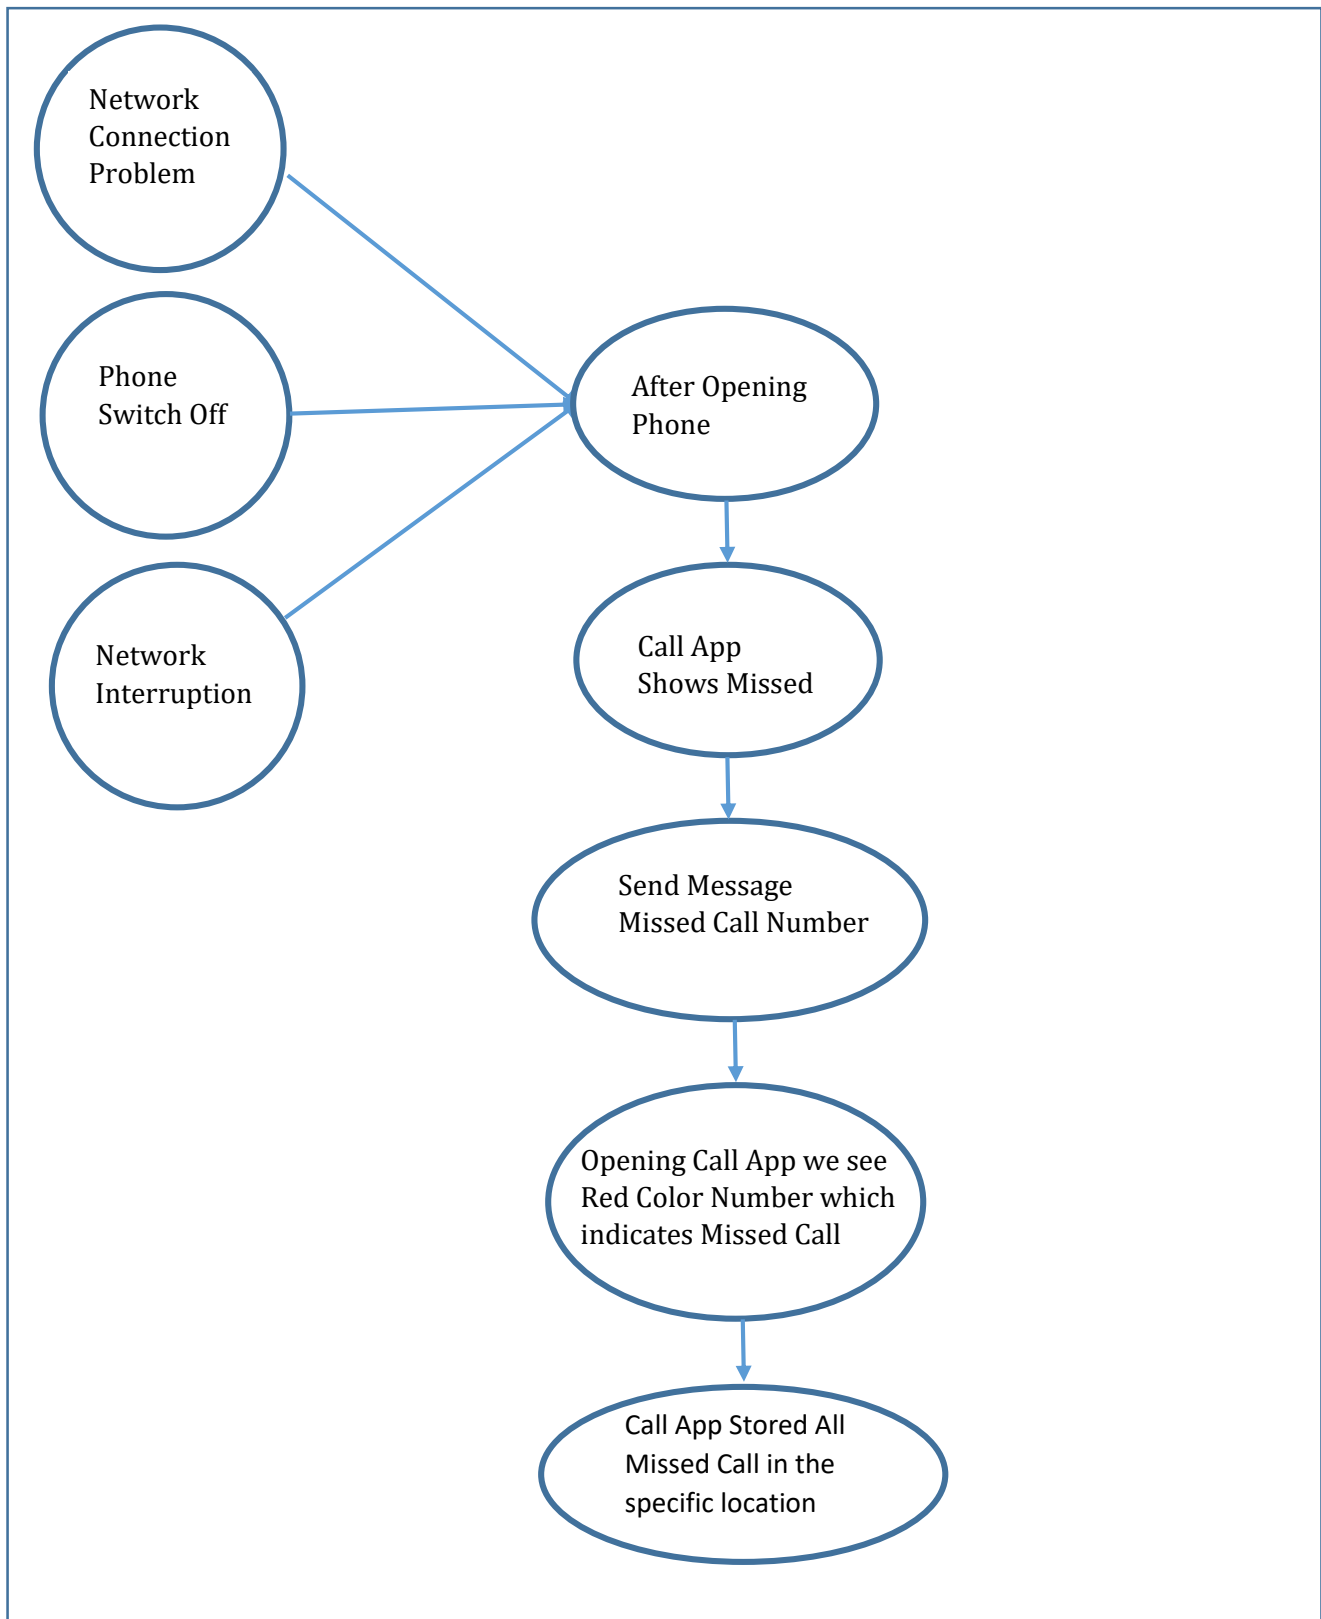 Network
Connection
Problem
Phone
Switch Off
Network
Interruption
After Opening
Phone
Call App
Shows Missed
Send Message
Missed Call Number
Opening Call App we see
Red Color Number which
indicates Missed Call
Call App Stored All
Missed Call in the
specific location